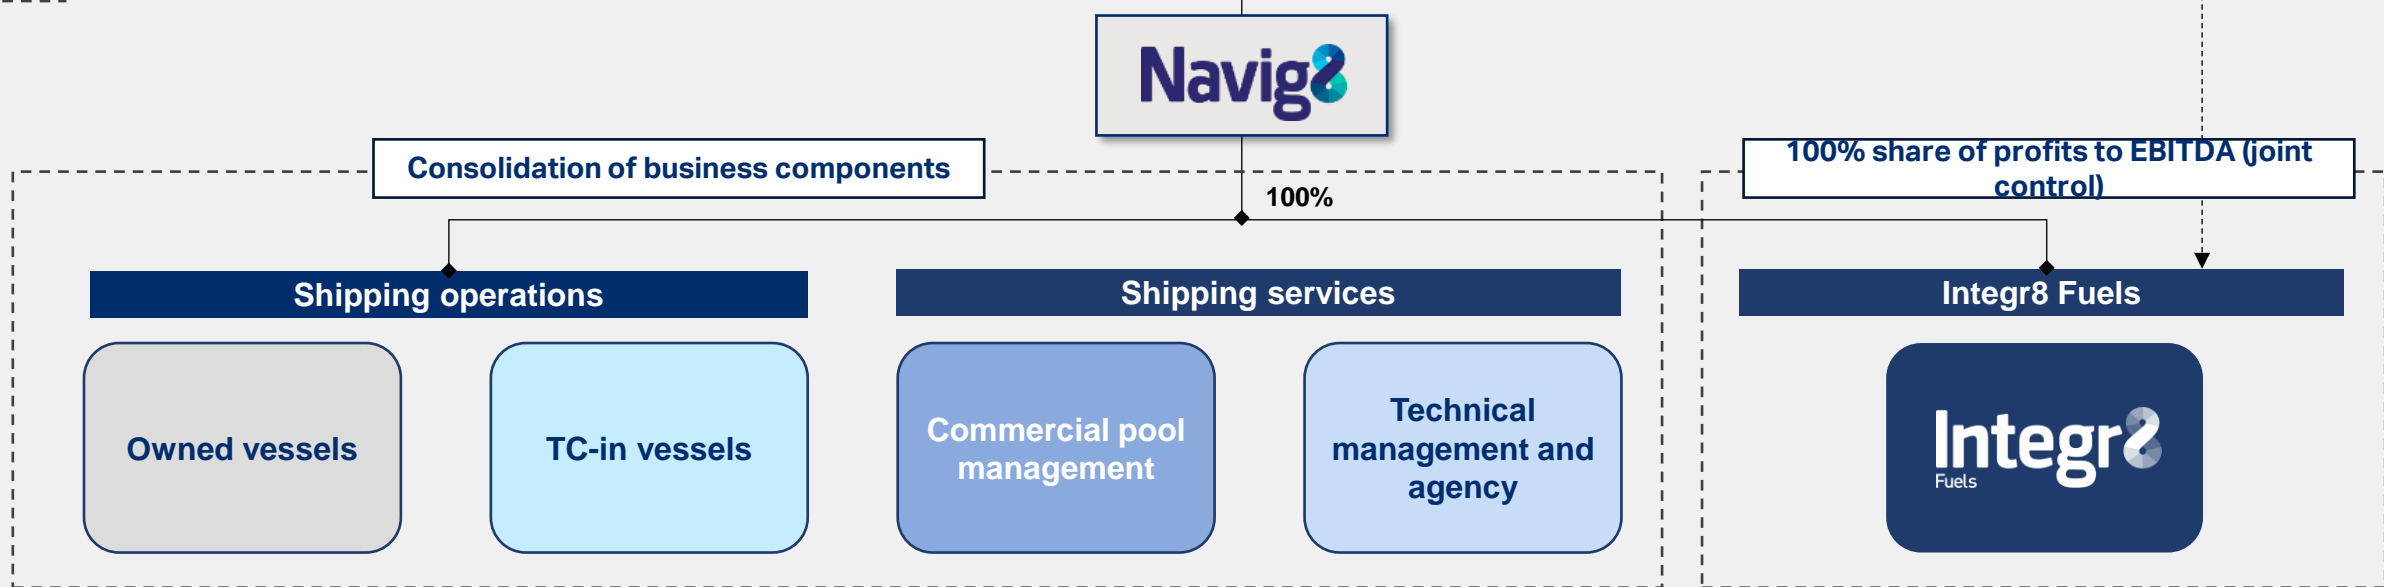 Navig8
Consolidation of business components
100% share of profits to EBITDA (joint
control)
100%
Shipping operations
Shipping services
Integr8 Fuels
Owned vessels
TC-in vessels
Commercial pool
management
Technical
management and
agency
Integr8
Fuels